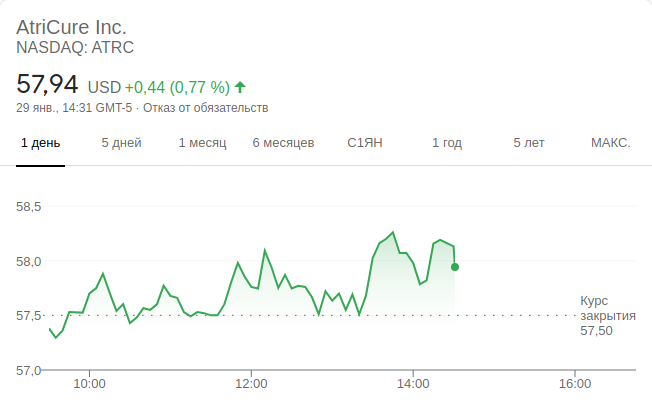 AtriCure Inc.
NASDAQ: ATRC
57,94 USD +0,44 (0,77 %)
29 янв., 14:31 GMT-5 · Отказ от обязательств
1 день 5 дней 1 месяц 6 месяцев С1ЯН 1 год 5 лет МАКС.
58,5
58,0
57,5
57,0
Курс
закрытия
57,50
10:00 12:00 14:00 16:00